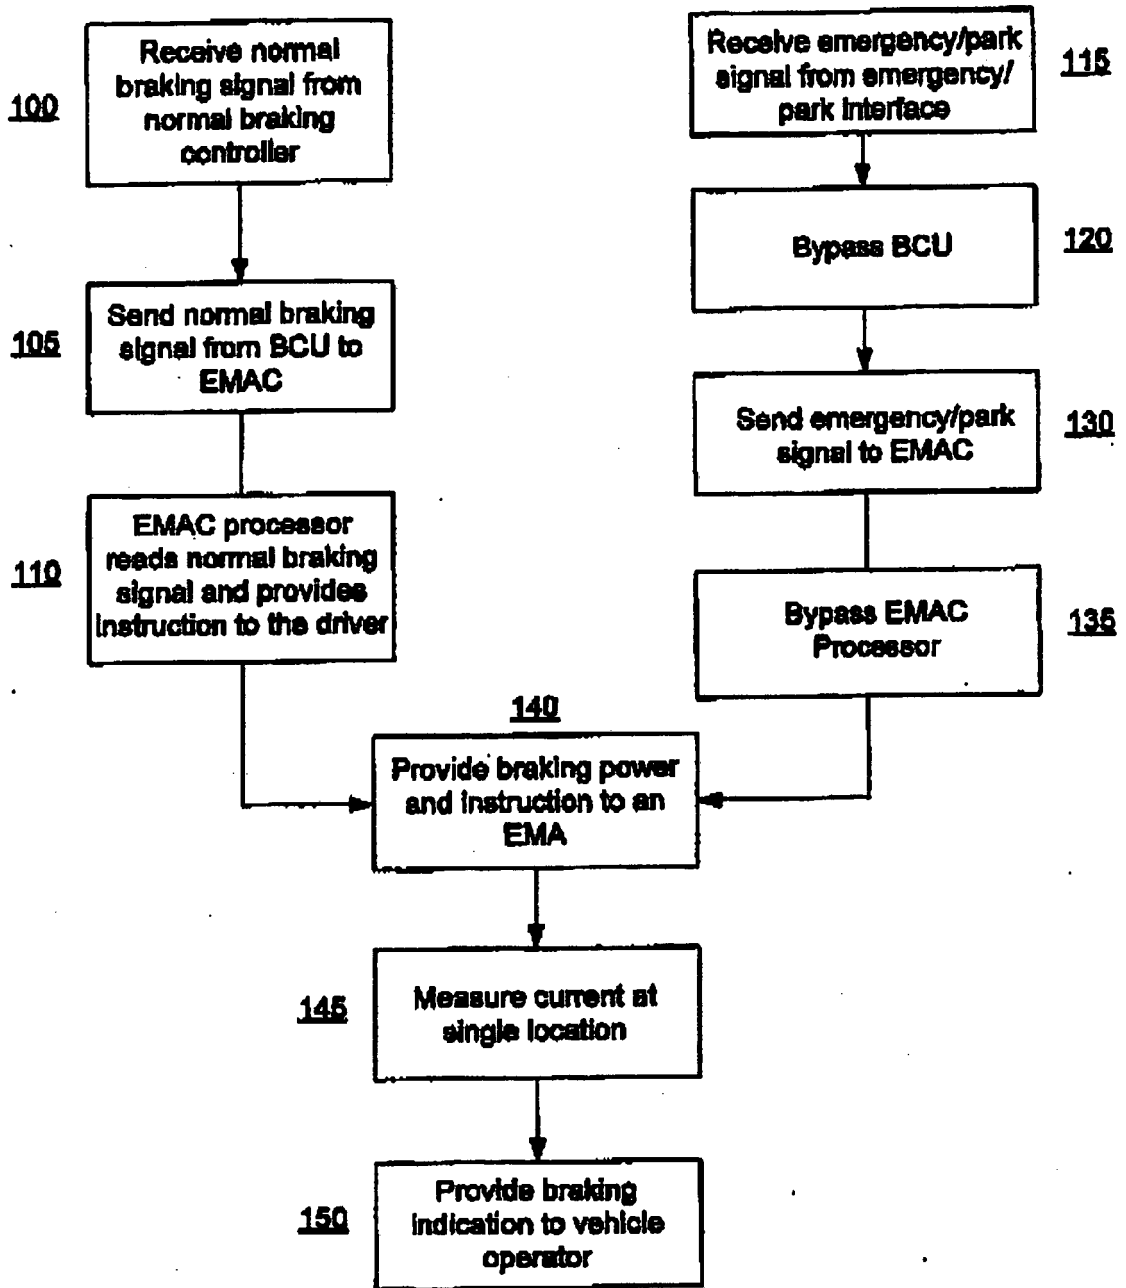 Receive normal
braking signal from
normal braking
controller
100
Send normal braking
signal from BCU to
EMAC
105
EMAC processor
reads normal braking
signal and provides
instruction to the driver
110
Receive emergency/park
signal from emergency/
park interface
115
Bypass BCU
120
Send emergency/park
signal to EMAC
130
Bypass EMAC
Processor
135
140
Provide braking power
and instruction to an
EMA
145
Measure current at
single location
150
Provide braking
indication to vehicle
operator